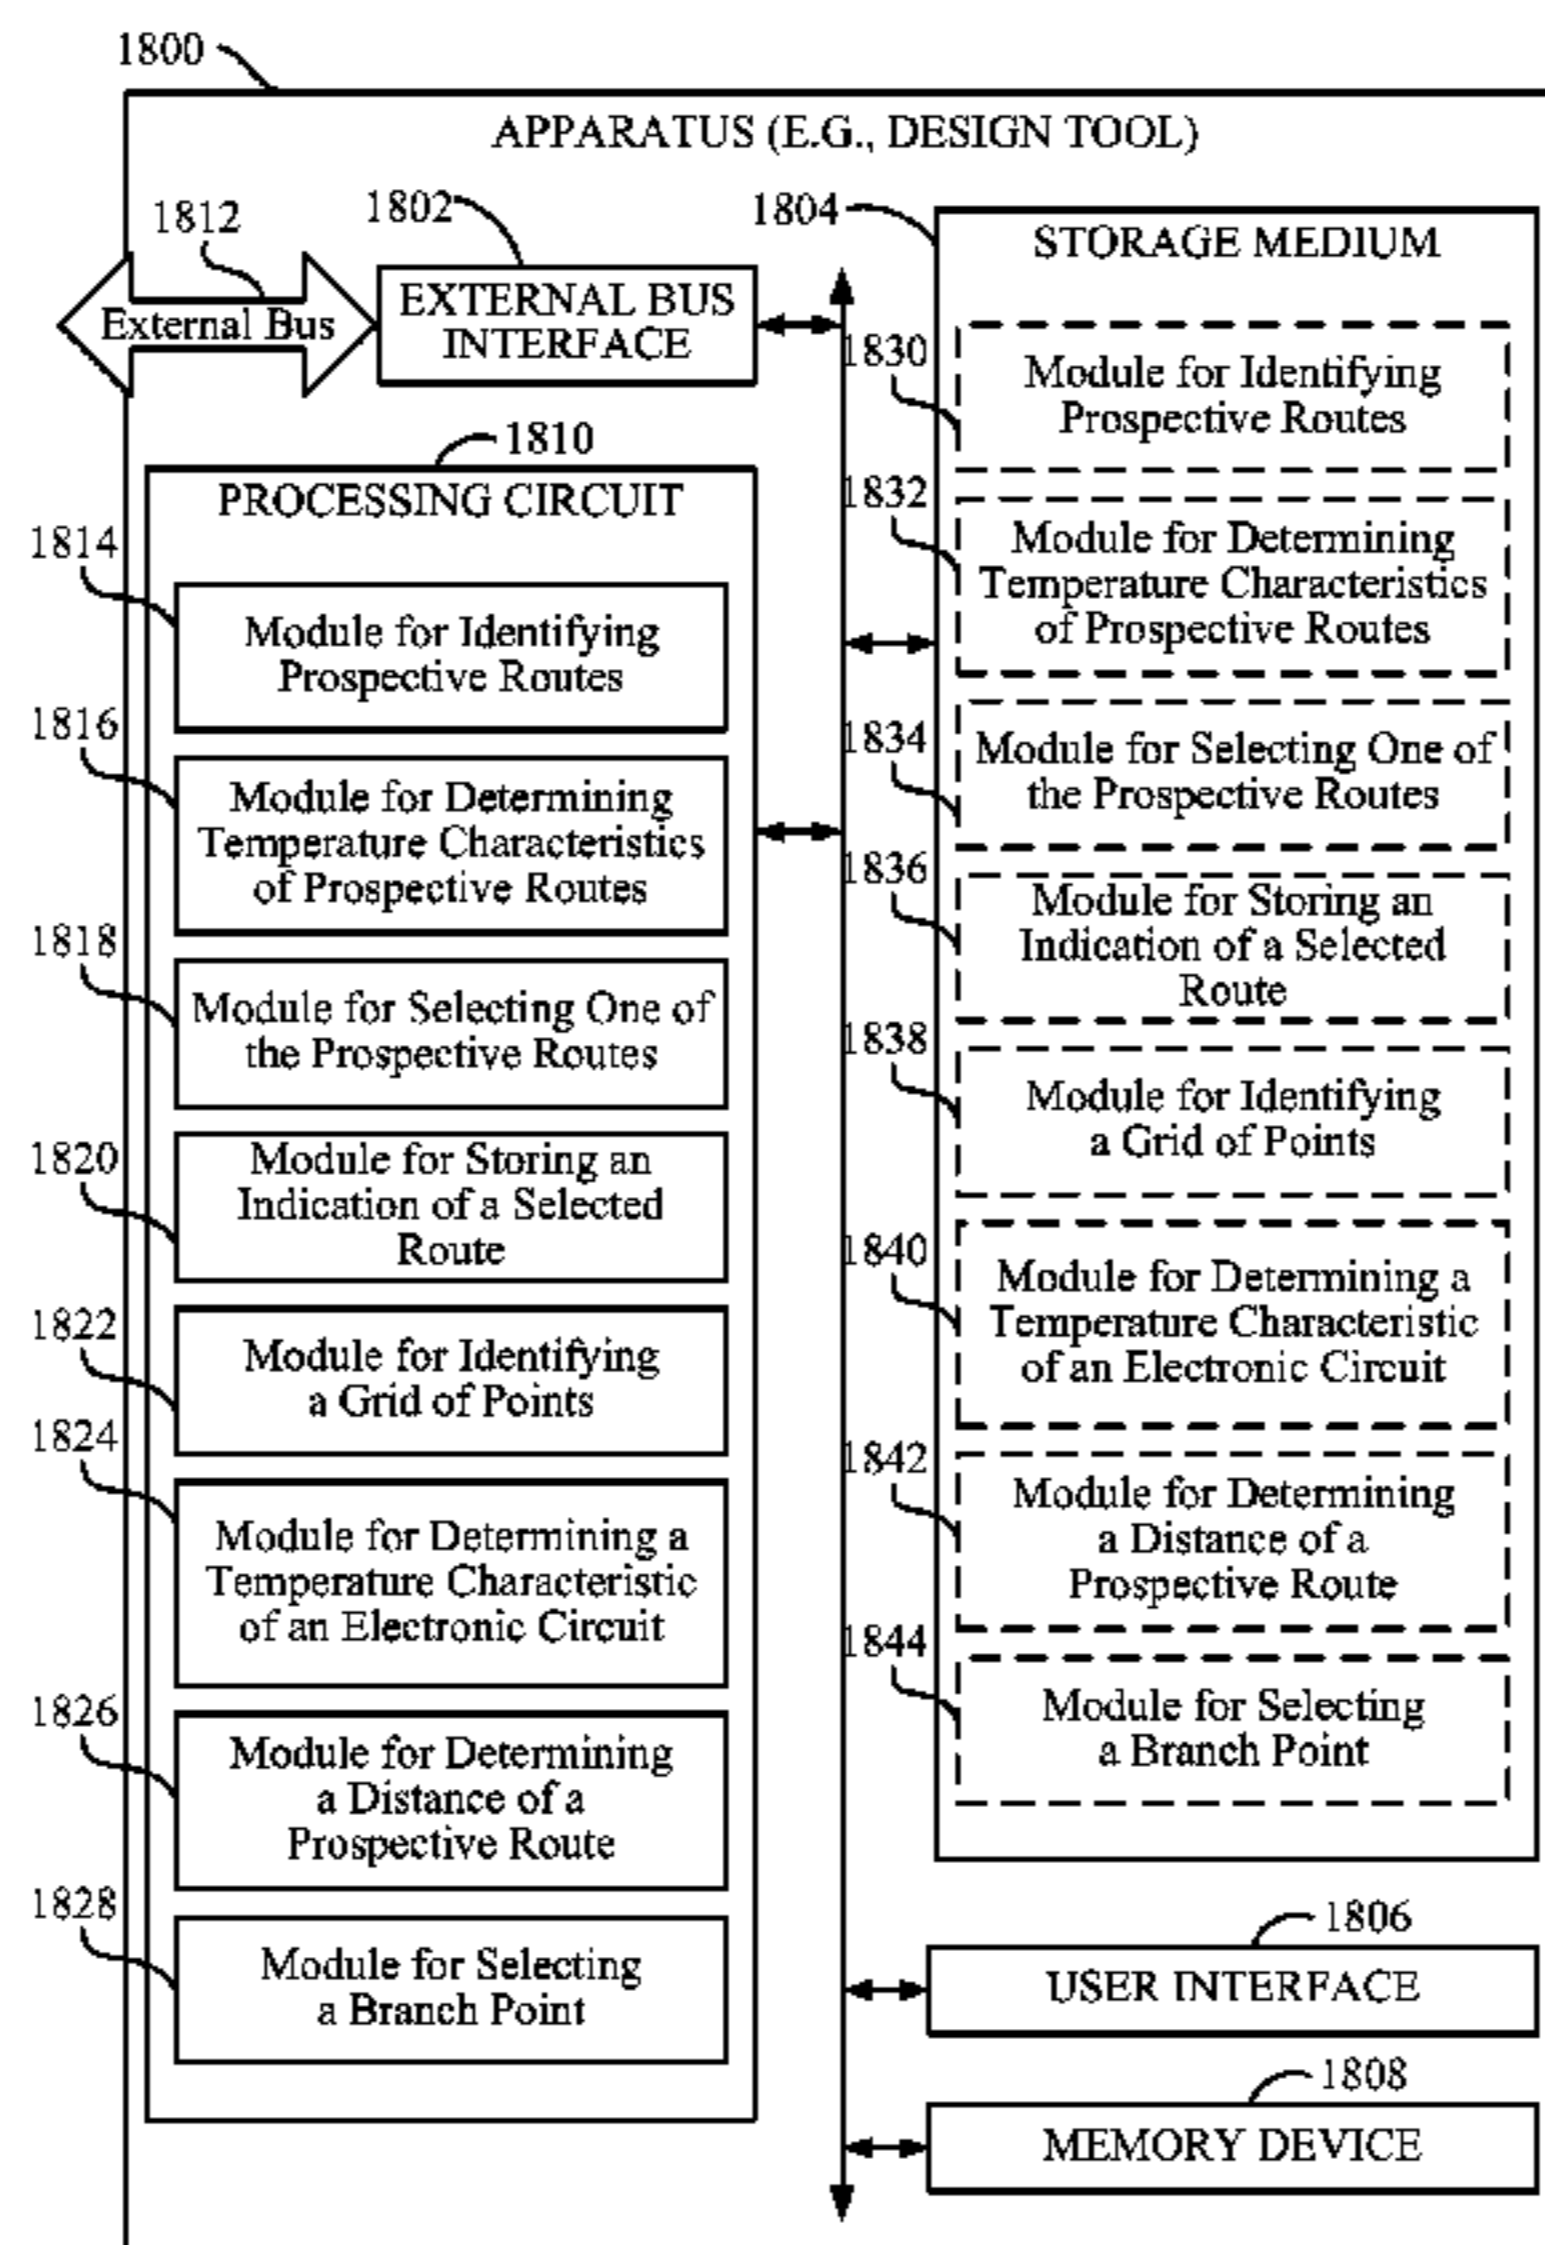 1800
APPARATUS (E.G., DESIGN TOOL)
1812
External Bus
1802
EXTERNAL BUS
INTERFACE
1810
PROCESSING CIRCUIT
1814
Module for Identifying
Prospective Routes
1816
Module for Determining
Temperature Characteristics
of Prospective Routes
1818
Module for Selecting One of
the Prospective Routes
1820
Module for Storing an
Indication of a Selected
Route
1822
Module for Identifying
a Grid of Points
1824
Module for Determining a
Temperature Characteristic
of an Electronic Circuit
1826
Module for Determining
a Distance of a
Prospective Route
1828
Module for Selecting
a Branch Point
1804
STORAGE MEDIUM
1830
Module for Identifying
Prospective Routes
1832
Module for Determining
Temperature Characteristics
of Prospective Routes
1834
Module for Selecting One of
the Prospective Routes
1836
Module for Storing an
Indication of a Selected
Route
1838
Module for Identifying
a Grid of Points
1840
Module for Determining a
Temperature Characteristic
of an Electronic Circuit
1842
Module for Determining
a Distance of a
Prospective Route
1844
Module for Selecting
a Branch Point
1806
USER INTERFACE
1808
MEMORY DEVICE